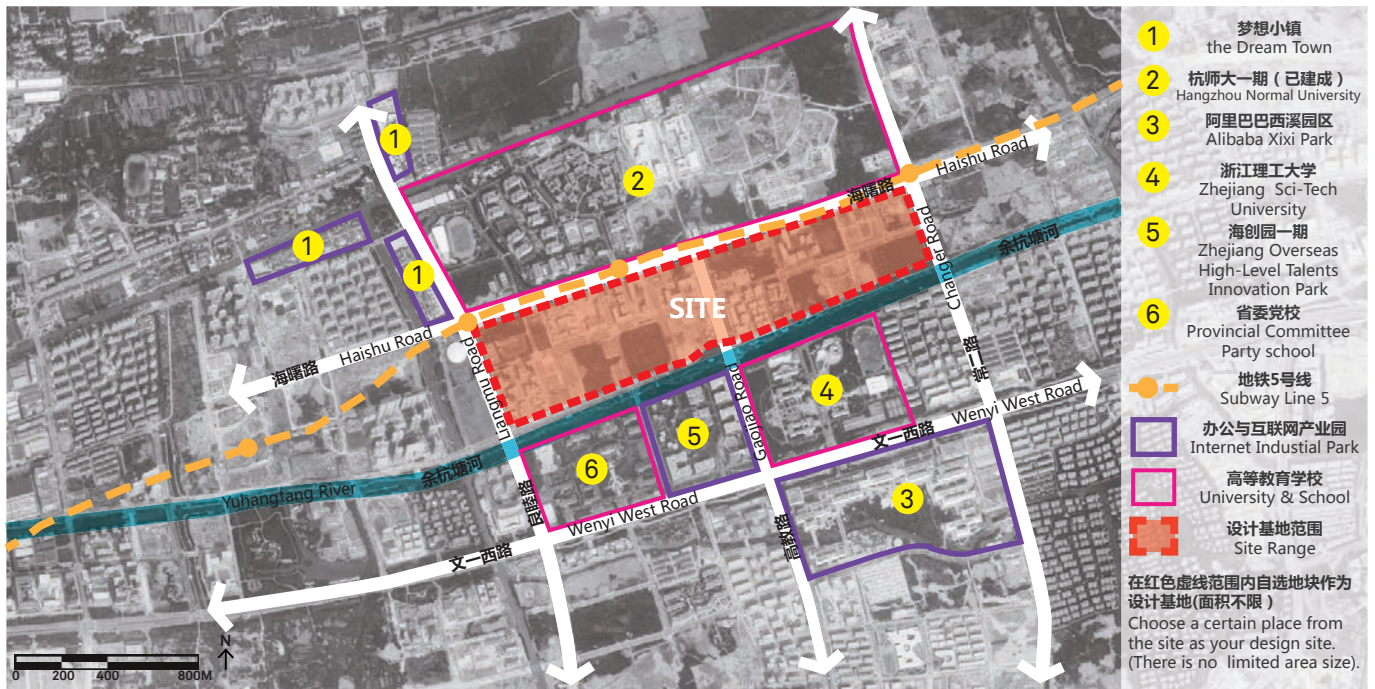 1
1
1
2
海曙路
Haishu Road
Changer Road
余杭塘河
SITE
Haishu Road
海曙路
Liangmu Road
Gaojiao Road
4
常二路
Wenyi West Road
文一西路
5
6
3
余杭塘河
Yuhangtang River
良睦路
Wenyi West Road
文一西路
高教路
N
0 200 400 800M
1
梦想小镇
the Dream Town
2
杭师大一期（已建成）
Hangzhou Normal University
3
阿里巴巴西溪园区
Alibaba Xixi Park
4
浙江理工大学
Zhejiang Sci-Tech
University
5
海创园一期
Zhejiang Overseas
High-Level Talents
Innovation Park
6
省委党校
Provincial Committee
Party school
地铁5号线
Subway Line 5
办公与互联网产业园
Internet Industial Park
高等教育学校
University & School
设计基地范围
Site Range
在红色虚线范围内自选地块作为
设计基地(面积不限）
Choose a certain place from
the site as your design site.
(There is no limited area size).